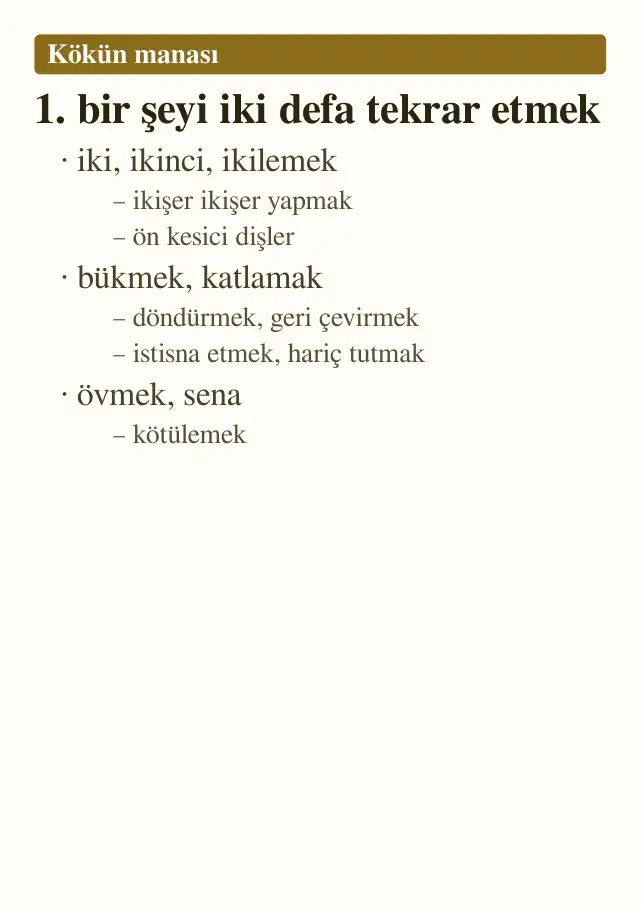 Kökün manası
1. bir şeyi iki defa tekrar etmek
· iki, ikinci, ikilemek
– ikişer ikişer yapmak
– ön kesici dişler
· bükmek, katlamak
– döndürmek, geri çevirmek
– istisna etmek, hariç tutmak
· övmek, sena
– kötülemek